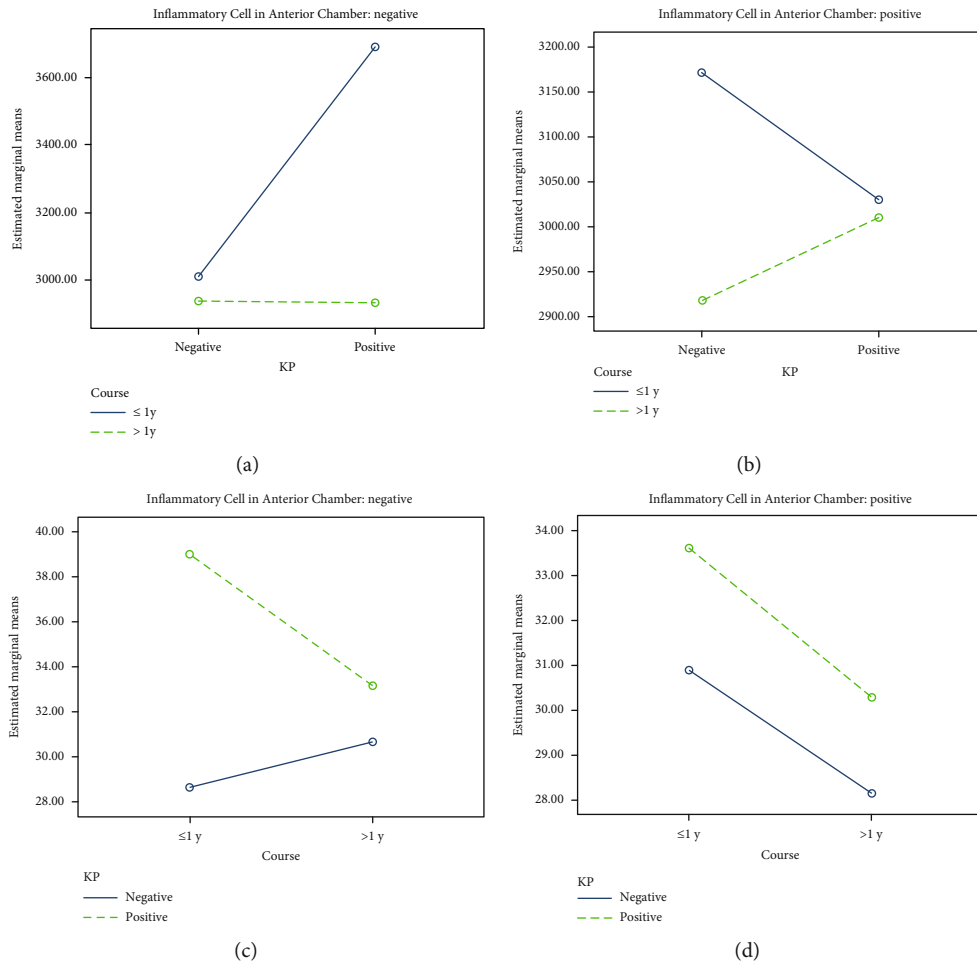 Inflammatory Cell in Anterior Chamber: negative
3600.00
3400.00
3200.00
3000.00
Estimated marginal means
Negative
Positive
KP
Course
≤ 1y
> 1y
(a)
Inflammatory Cell in Anterior Chamber: positive
3200.00
3150.00
3100.00
3050.00
3000.00
2950.00
2900.00
Estimated marginal means
Negative
Positive
KP
Course
≤1 y
>1 y
(b)
Inflammatory Cell in Anterior Chamber: negative
40.00
38.00
36.00
34.00
32.00
30.00
28.00
Estimated marginal means
≤1 y
>1 y
Course
KP
Negative
Positive
(c)
Inflammatory Cell in Anterior Chamber: positive
34.00
33.00
32.00
31.00
30.00
29.00
28.00
Estimated marginal means
≤1 y
>1 y
Course
KP
Negative
Positive
(d)